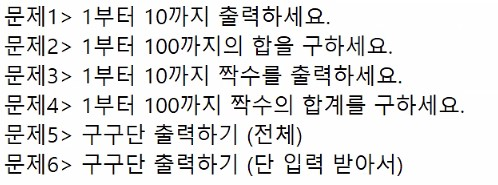 문제1> 1부터 10까지 출력하세요.
문제2> 1부터 100까지의 합을 구하세요.
문제3> 1부터 10까지 짝수를 출력하세요.
문제4> 1부터 100까지 짝수의 합계를 구하세요.
문제5> 구구단 출력하기 (전체)
문제6> 구구단 출력하기 (단 입력 받아서)